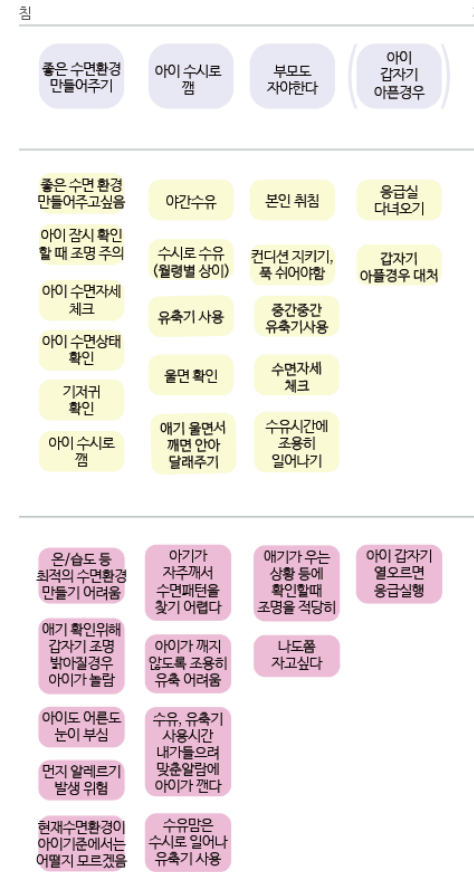 침
좋은 수면환경
만들어주기
아이 수시로
깸
부모도
자야한다
아이
갑자기
아픈경우
좋은 수면 환경
만들어주고싶음
아이 잠시 확인
할 때 조명 주의
아이 수면자세
체크
아이 수면상태
확인
기저귀
확인
아이 수시로
깸
야간수유
수시로 수유
(월령별 상이)
유축기 사용
울면 확인
애기 울면서
깨면 안아
달래주기
본인 취침
컨디션 지키기,
푹 쉬어야함
중간중간
유축기사용
수면자세
체크
수유시간에
조용히
일어나기
응급실
다녀오기
갑자기
아플경우 대처
온/습도 등
최적의 수면환경
만들기 어려움
애기 확인위해
갑자기 조명
밝아질경우
아이가 놀람
아이도 어른도
눈이 부심
먼지 알레르기
발생 위험
현재수면환경이
아이기준에서는
어떨지 모르겠음
아기가
자주깨서
수면패턴을
찾기 어렵다
아이가 깨지
않도록 조용히
유축 어려움
수유, 유축기
사용시간
내가들으려
맞춘알람에
아이가 깬다
수유맘은
수시로 일어나
유축기 사용
애기가 우는
상황 등에
확인할때
조명을 적당히
나도쫌
자고싶다
아이 갑자기
열오르면
응급실행